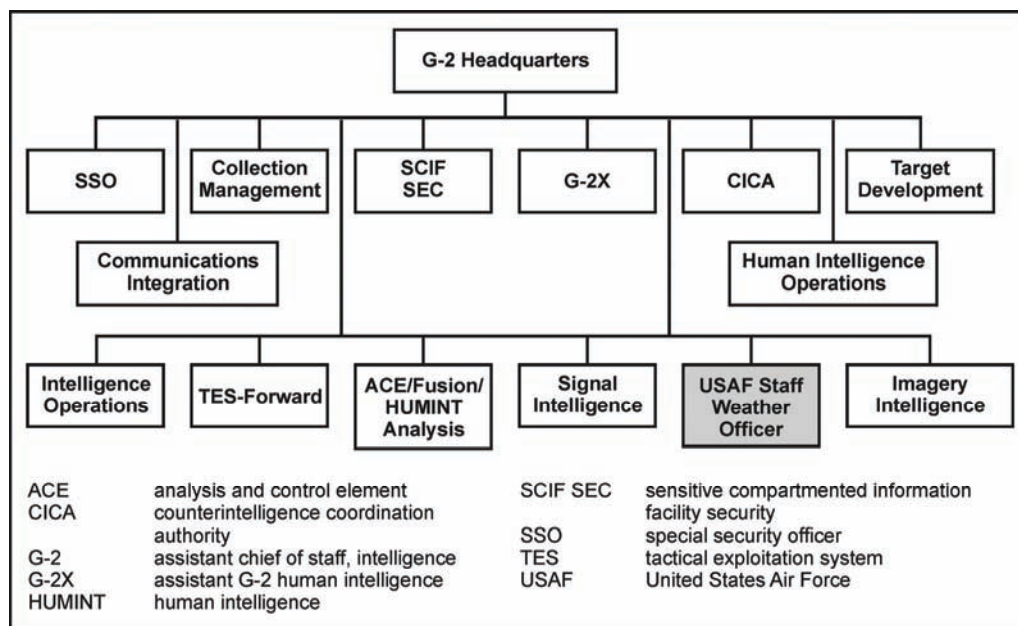 G-2 Headquarters
SSO
Collection
Management
SCIF
SEC
G-2X
CICA
Target
Development
Communications
Integration
Human Intelligence
Operations
Intelligence
Operations
TES-Forward
ACE/Fusion/
HUMINT
Analysis
Signal
Intelligence
USAF Staff
Weather
Officer
Imagery
Intelligence
ACE analysis and control element
CICA counterintelligence coordination
authority
G-2 assistant chief of staff, intelligence
G-2X assistant G-2 human intelligence
HUMINT human intelligence
SCIF SEC sensitive compartmented information
facility security
SSO special security officer
TES tactical exploitation system
USAF United States Air Force